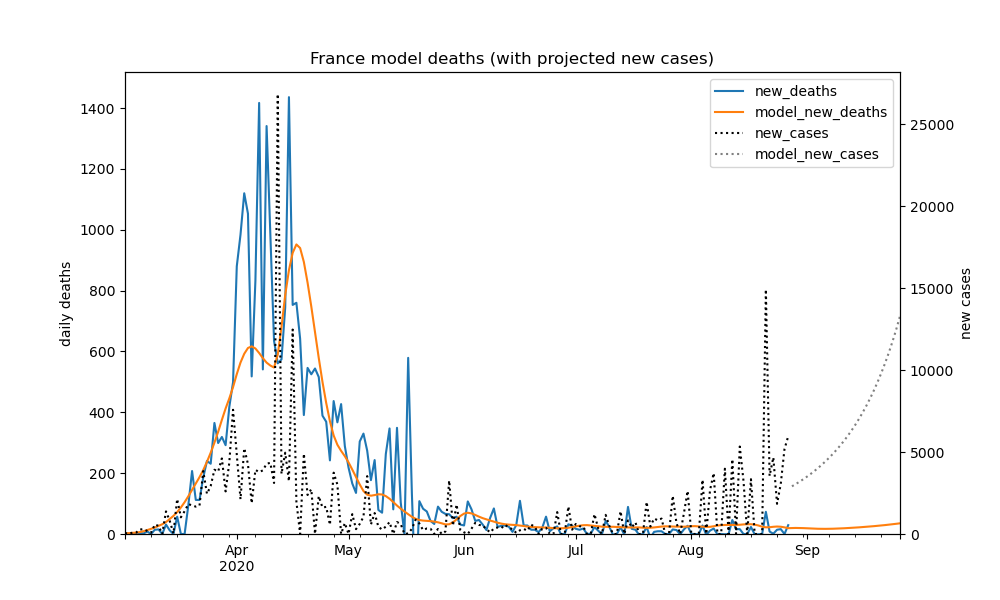 France model deaths (with projected new cases)
new_deaths
model_new_deaths
new_cases
model_new_cases
daily deaths
1400
1200
1000
800
600
400
200
0
25000
20000
15000
10000
5000
0
new cases
Apr
2020
May
Jun
Jul
Aug
Sep